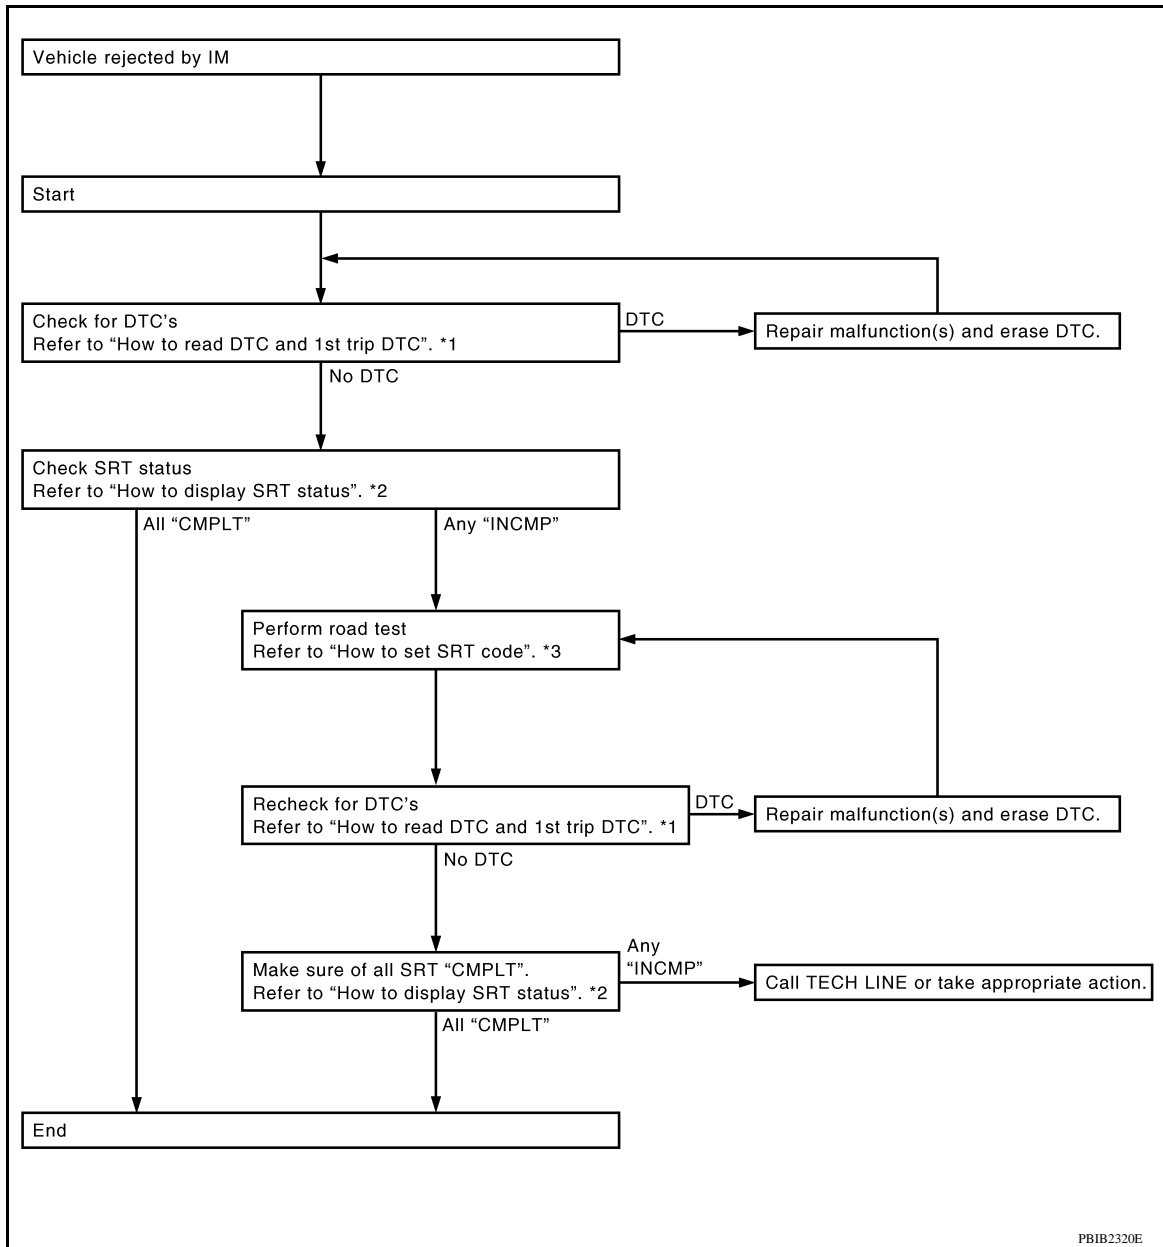 Vehicle rejected by IM
Start
Check for DTC's
Refer to “How to read DTC and 1st trip DTC”. *1
DTC
Repair malfunction(s) and erase DTC.
No DTC
Check SRT status
Refer to “How to display SRT status”. *2
All “CMPLT”
Any “INCMP”
Perform road test
Refer to “How to set SRT code”. *3
Recheck for DTC's
Refer to “How to read DTC and 1st trip DTC”. *1
DTC
Repair malfunction(s) and erase DTC.
No DTC
Make sure of all SRT “CMPLT”.
Refer to “How to display SRT status”. *2
Any
“INCMP”
Call TECH LINE or take appropriate action.
All “CMPLT”
End
PBIB2320E